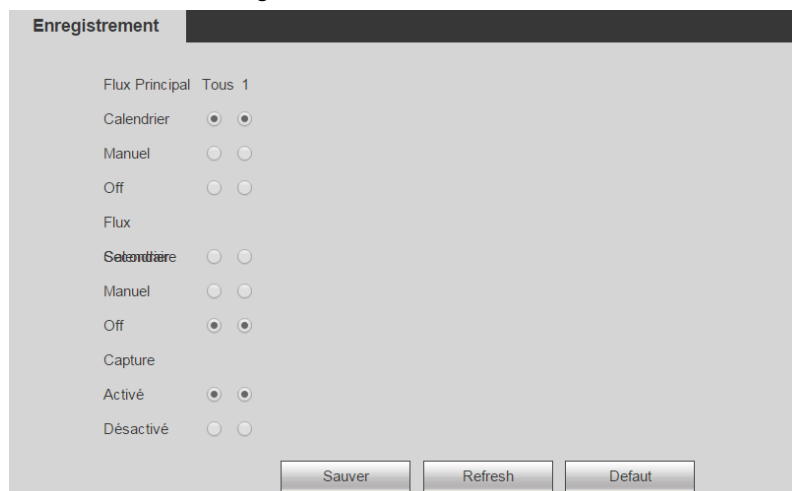 Enregistrement
Flux Principal Tous 1
Calendrier
Manuel
Off
Flux
Manuel
Off
Capture
Activé
Désactivé
Sauver Refresh Defaut